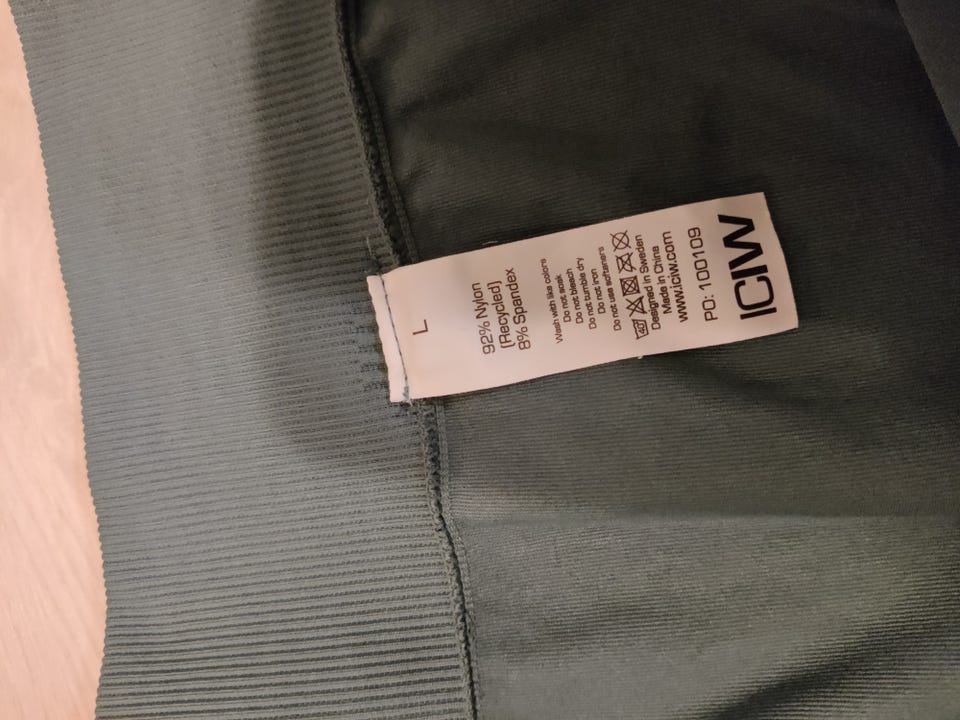 L
92% Nylon
(Recycled)
8% Spandex
Wash with like colors
Do not soak
Do not bleach
Do not tumble dry
Do not iron
Do not use softeners
40
Designed in Sweden
Made in China
www.iciw.com
PO: 100109
ICIW